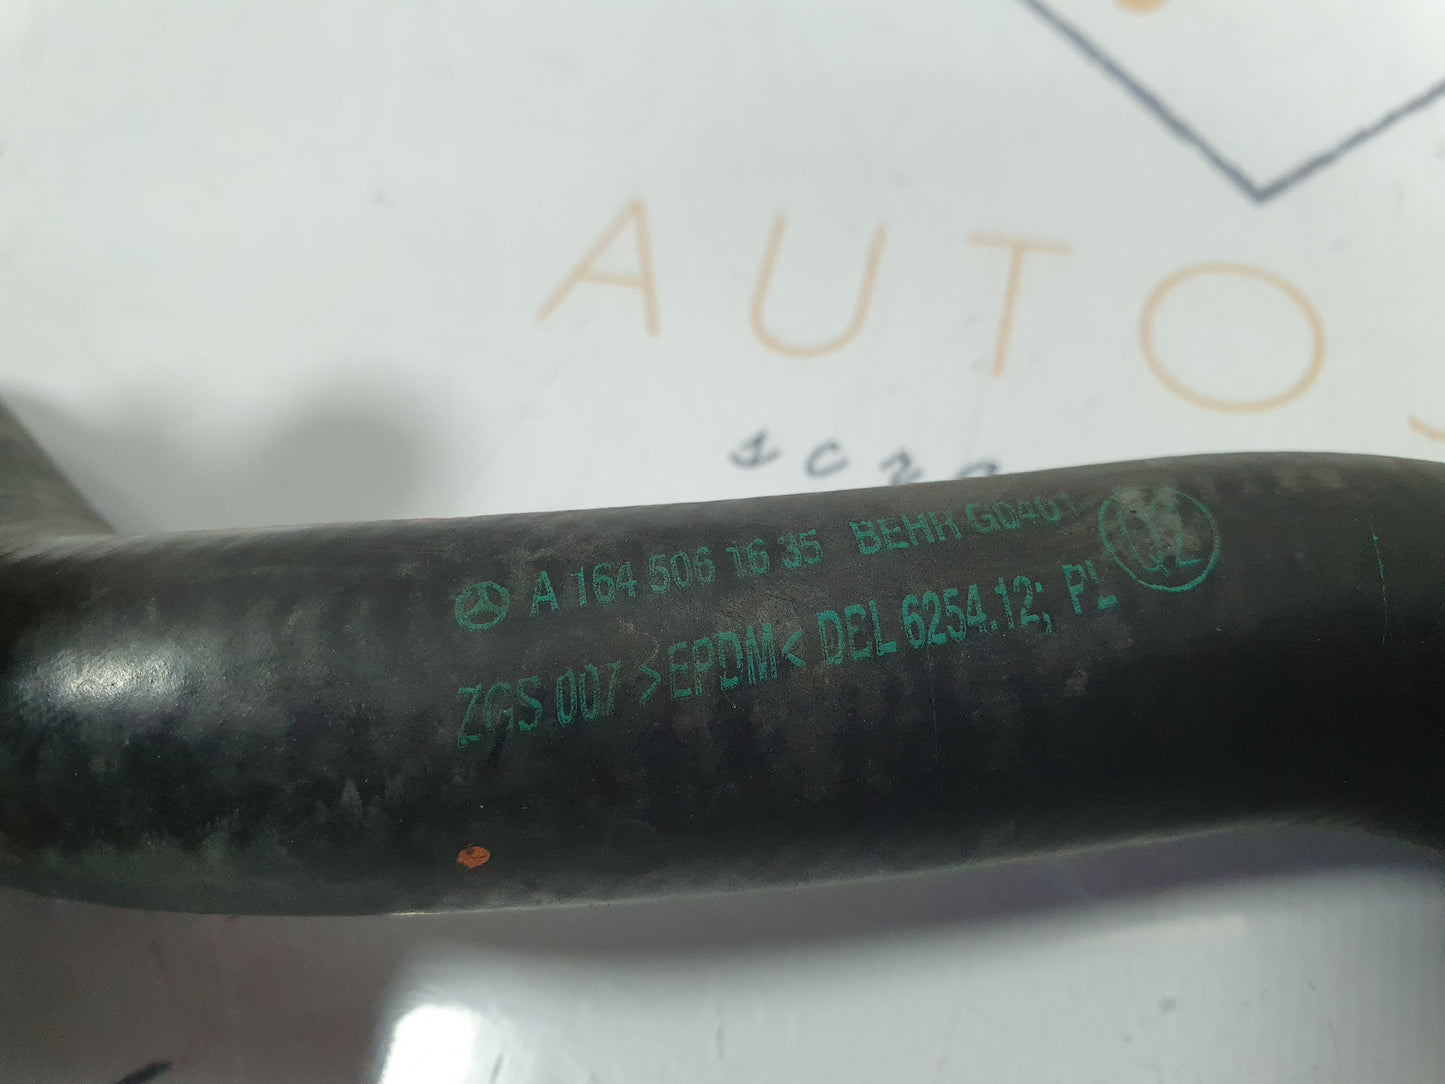 AUTO
A 164 506 16 35 BEHR G0401
ZGS 007 >EPDM< DEL 6254.12; PL